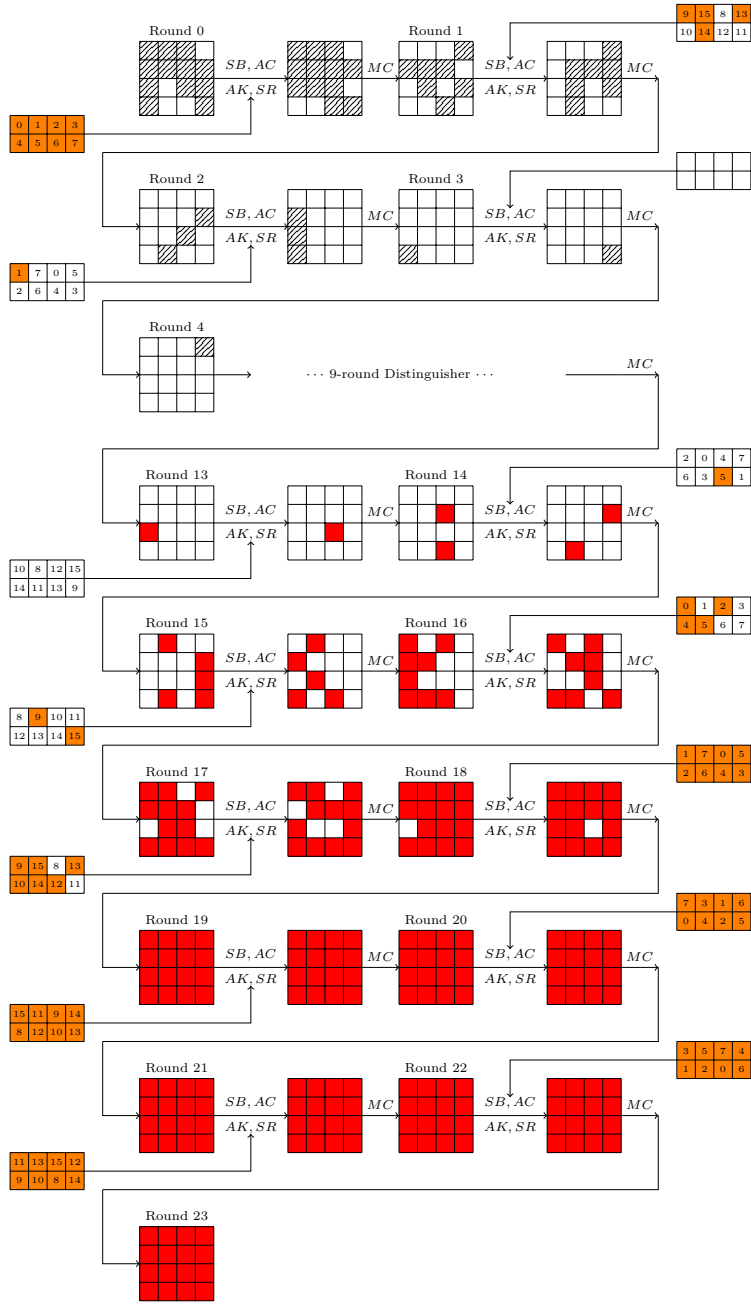 Round 0
Round 1
9 15 8 13
10 14 12 11
SB, AC
MC
SB, AC
MC
AK, SR
AK, SR
0 1 2 3
4 5 6 7
Round 2
Round 3
SB, AC
MC
SB, AC
MC
AK, SR
AK, SR
1 7 0 5
2 6 4 3
Round 4
··· 9-round Distinguisher ···
MC
Round 13
Round 14
2 0 4 7
6 3 5 1
SB, AC
MC
SB, AC
MC
AK, SR
AK, SR
10 8 12 15
14 11 13 9
Round 15
Round 16
0 1 2 3
4 5 6 7
SB, AC
MC
SB, AC
MC
AK, SR
AK, SR
8 9 10 11
12 13 14 15
Round 17
Round 18
1 7 0 5
2 6 4 3
SB, AC
MC
SB, AC
MC
AK, SR
AK, SR
9 15 8 13
10 14 12 11
Round 19
Round 20
7 3 1 6
0 4 2 5
SB, AC
MC
SB, AC
MC
AK, SR
AK, SR
15 11 9 14
8 12 10 13
Round 21
Round 22
3 5 7 4
1 2 0 6
SB, AC
MC
SB, AC
MC
AK, SR
AK, SR
11 13 15 12
9 10 8 14
Round 23